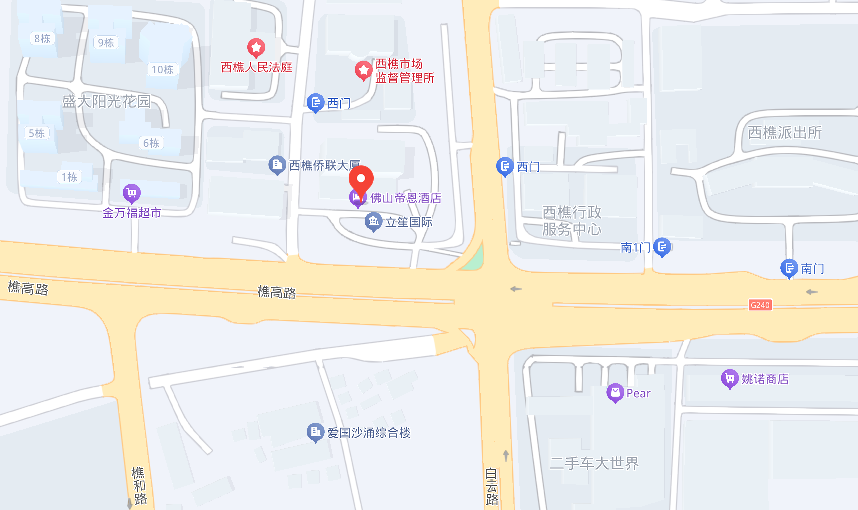 8栋
9栋
10栋
西樵人民法庭
西樵市场
监督管理所
盛大阳光花园
西门
5栋
6栋
西樵派出所
西樵侨联大厦
西门
1栋
金万福超市
佛山帝恩酒店
立笙国际
西樵行政
服务中心
南1门
南门
樵高路
樵高路
G240
姚诺商店
Pear
爱国沙涌综合楼
二手车大世界
樵和路
白云路